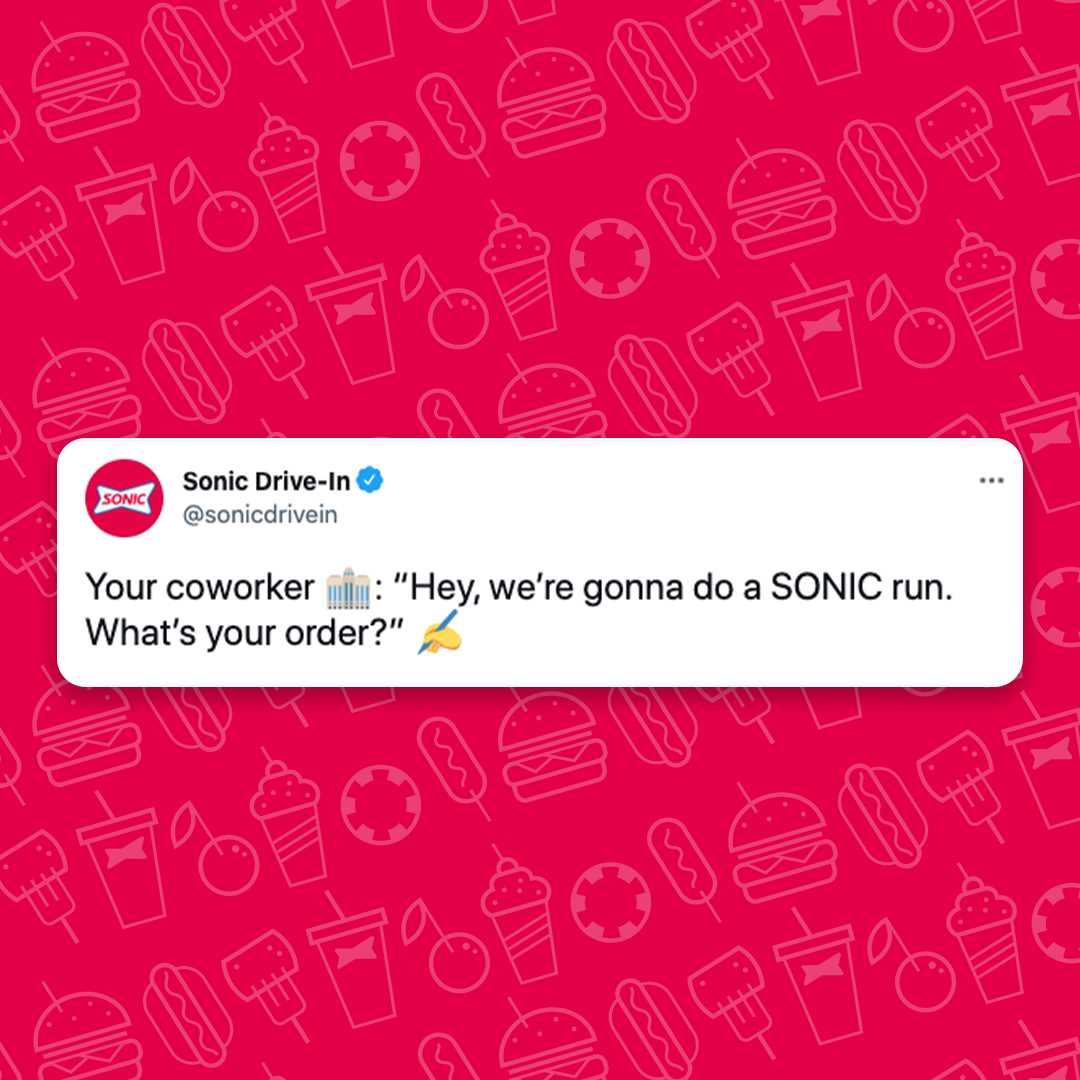 SONIC
Sonic Drive-In
@sonicdrivein
Your coworker 🏨: “Hey, we’re gonna do a SONIC run.
What’s your order?” ✍️